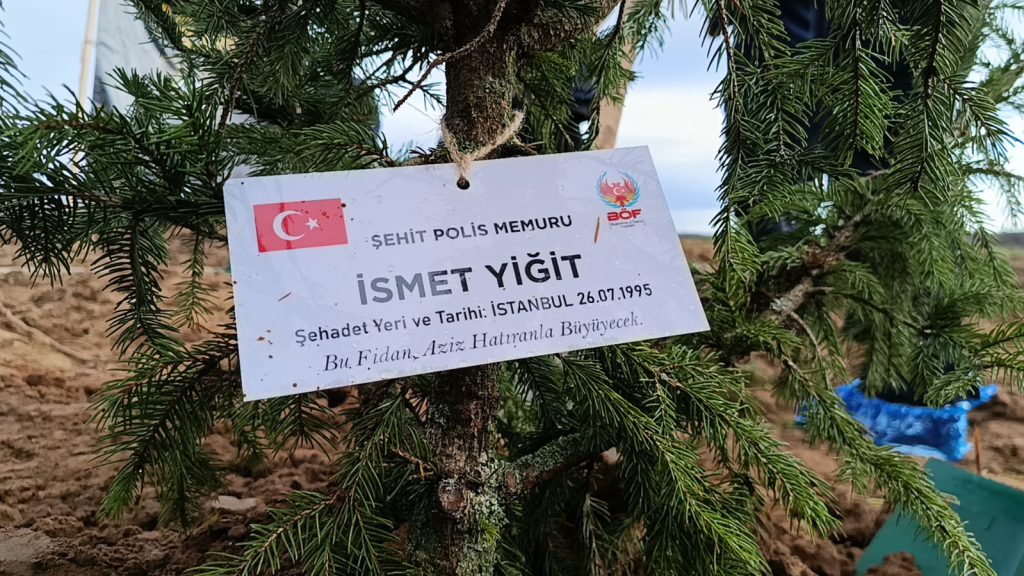 BÖF
ŞEHİT POLİS MEMURU
İSMET YİĞİT
Şehadet Yeri ve Tarihi: İSTANBUL 26.07.1995
Bu Fidan, Aziz Hatıranla Büyüyecek.